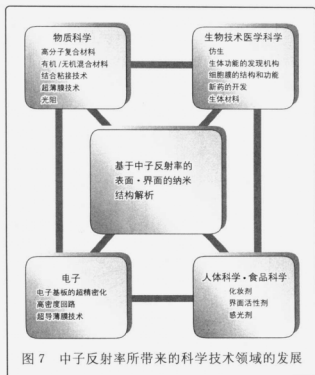 物质科学
高分子复合材料
有机/无机混合材料
结合粘接技术
超薄膜技术
光阻
生物技术医学科学
仿生
生体功能的发现机构
细胞膜的结构和功能
新药的开发
生体材料
基于中子反射率的
表面·界面的纳米
结构解析
电子
电子基板的超精密化
高密度回路
超导薄膜技术
人体科学·食品科学
化妆剂
界面活性剂
感光剂
图7 中子反射率所带来的科学技术领域的发展